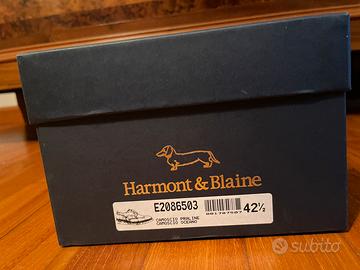 Harmont & Blaine
E2086503
CAMOSCIO PRALINE
CAMOSCIO OCEANO
42½
subito